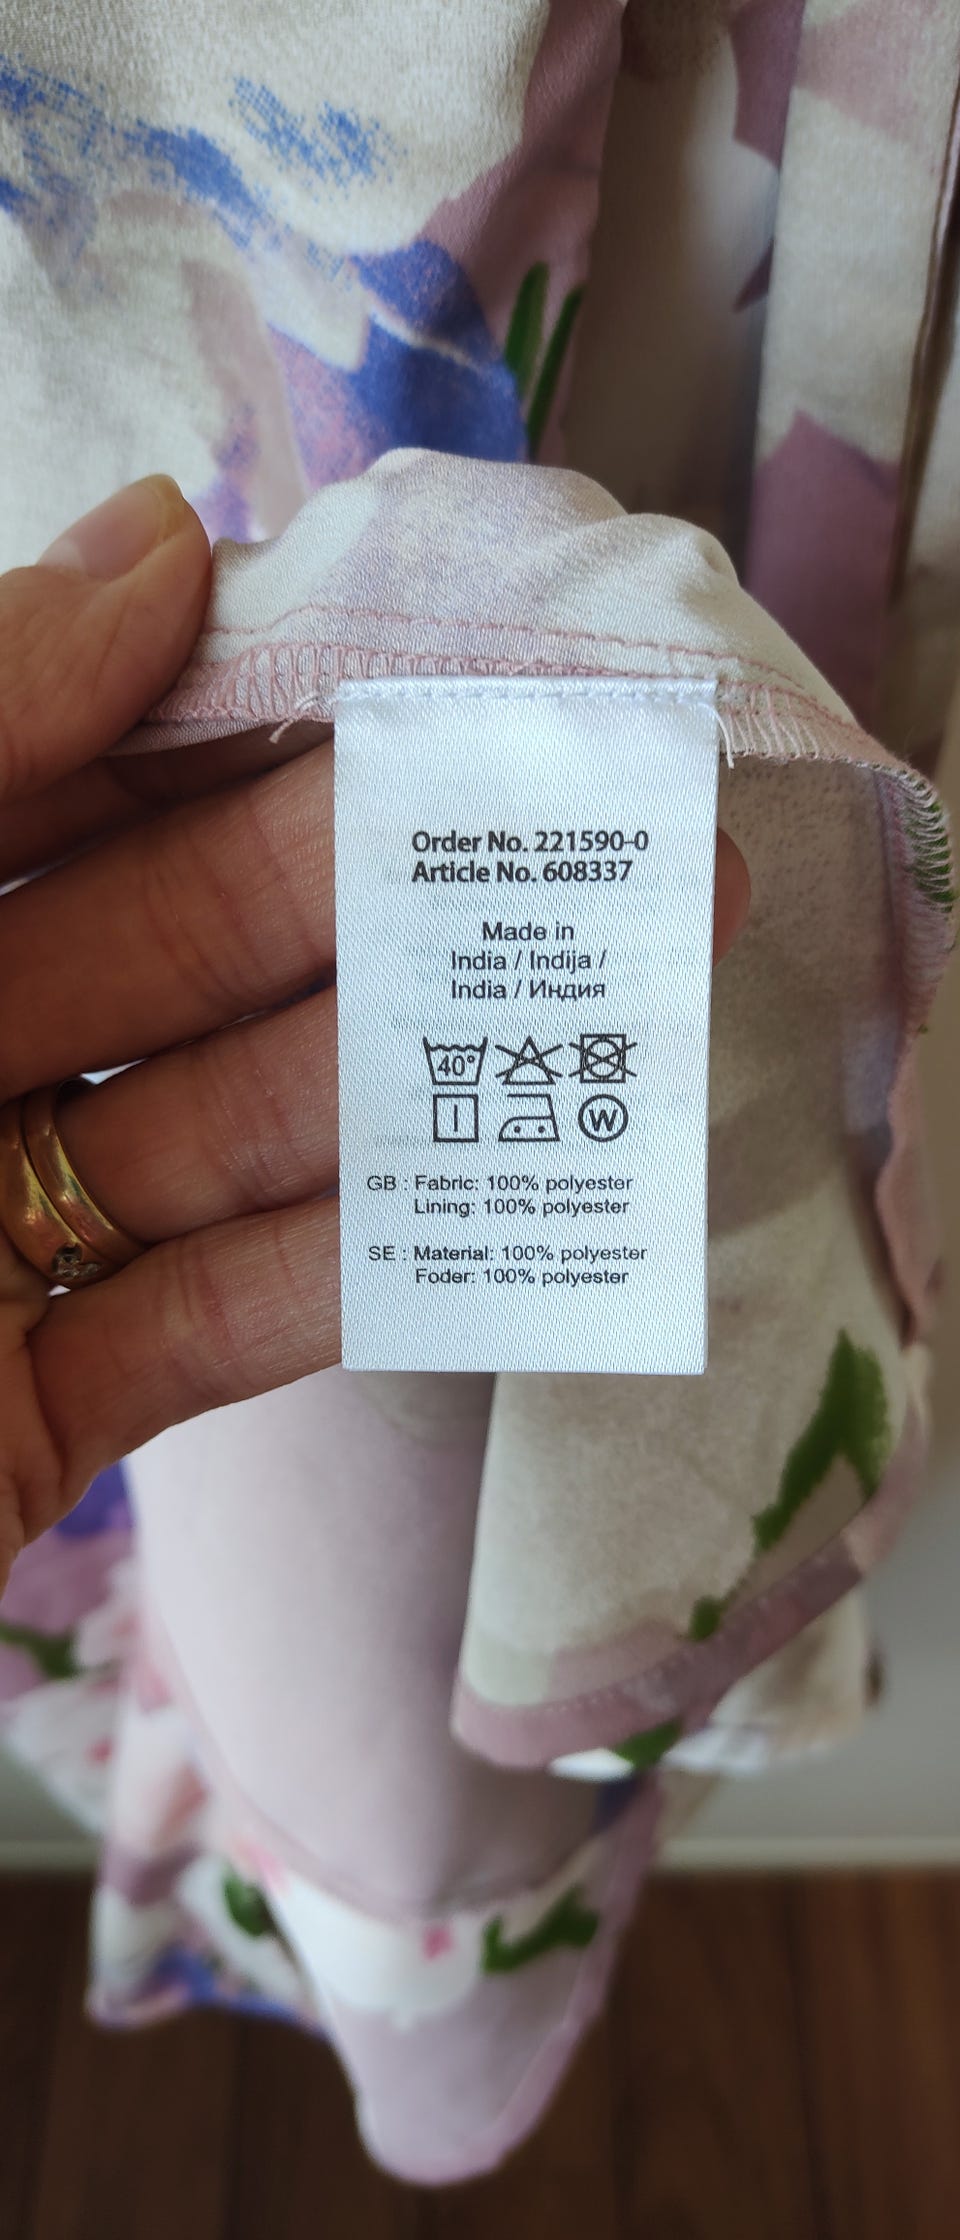 Order No. 221590-0
Article No. 608337
Made in
India / Indija /
India / Индия
40°
W
GB : Fabric: 100% polyester
Lining: 100% polyester
SE : Material: 100% polyester
Foder: 100% polyester